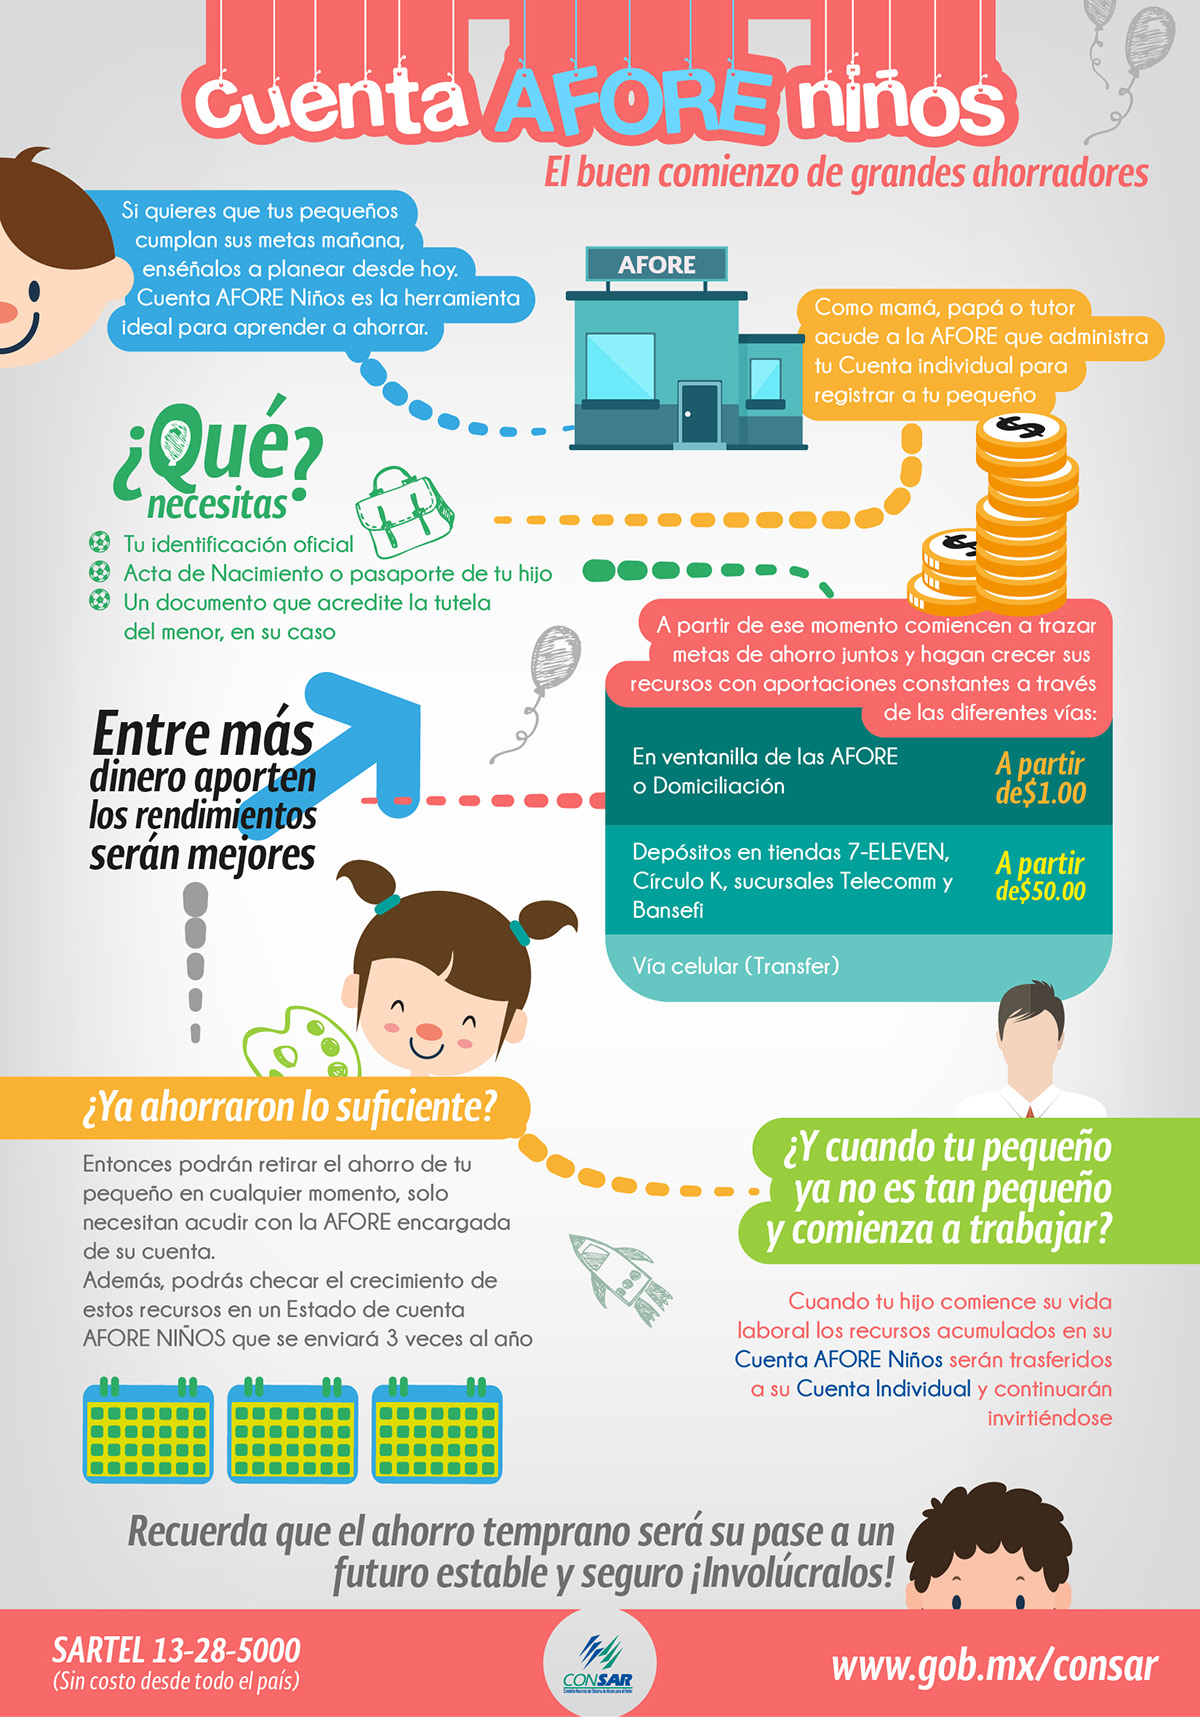 cuenta AFORE niños
El buen comienzo de grandes ahorradores
Si quieres que tus pequeños
cumplan sus metas mañana,
enséñalos a planear desde hoy.
Cuenta AFORE Niños es la herramienta
ideal para aprender a ahorrar.
AFORE
Como mamá, papá o tutor
acude a la AFORE que administra
tu Cuenta individual para
registrar a tu pequeño
¿Qué
necesitas?
Tu identificación oficial
Acta de Nacimiento o pasaporte de tu hijo
Un documento que acredite la tutela
del menor, en su caso
$
$
A partir de ese momento comiencen a trazar
metas de ahorro juntos y hagan crecer sus
recursos con aportaciones constantes a través
de las diferentes vías:
En ventanilla de las AFORE
o Domiciliación
A partir
de$1.00
Depósitos en tiendas 7-ELEVEN,
Círculo K, sucursales Telecomm y
Bansefi
A partir
de$50.00
Vía celular (Transfer)
Entre más
dinero aporten
los rendimientos
serán mejores
¿Ya ahorraron lo suficiente?
Entonces podrán retirar el ahorro de tu
pequeño en cualquier momento, solo
necesitan acudir con la AFORE encargada
de su cuenta.
Además, podrás checar el crecimiento de
estos recursos en un Estado de cuenta
AFORE NIÑOS que se enviará 3 veces al año
¿Y cuando tu pequeño
ya no es tan pequeño
y comienza a trabajar?
Cuando tu hijo comience su vida
laboral los recursos acumulados en su
Cuenta AFORE Niños serán trasferidos
a su Cuenta Individual y continuarán
invirtiéndose
Recuerda que el ahorro temprano será su pase a un
futuro estable y seguro ¡Involúcralos!
SARTEL 13-28-5000
(Sin costo desde todo el país)
CONSAR
www.gob.mx/consar